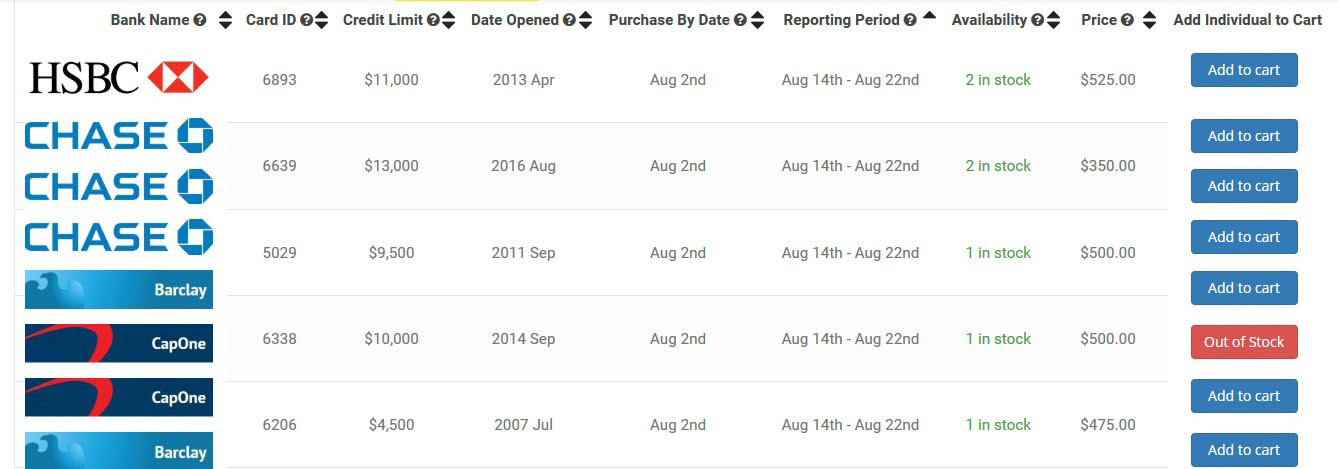 Bank Name Card ID Credit Limit Date Opened Purchase By Date Reporting Period Availability Price Add Individual to Cart
HSBC 6893 $11,000 2013 Apr Aug 2nd Aug 14th - Aug 22nd 2 in stock $525.00 Add to cart
CHASE Add to cart
6639 $13,000 2016 Aug Aug 2nd Aug 14th - Aug 22nd 2 in stock $350.00
CHASE Add to cart
CHASE Add to cart
5029 $9,500 2011 Sep Aug 2nd Aug 14th - Aug 22nd 1 in stock $500.00
Barclay Add to cart
6338 $10,000 2014 Sep Aug 2nd Aug 14th - Aug 22nd 1 in stock $500.00
CapOne Out of Stock
CapOne Add to cart
6206 $4,500 2007 Jul Aug 2nd Aug 14th - Aug 22nd 1 in stock $475.00
Barclay Add to cart